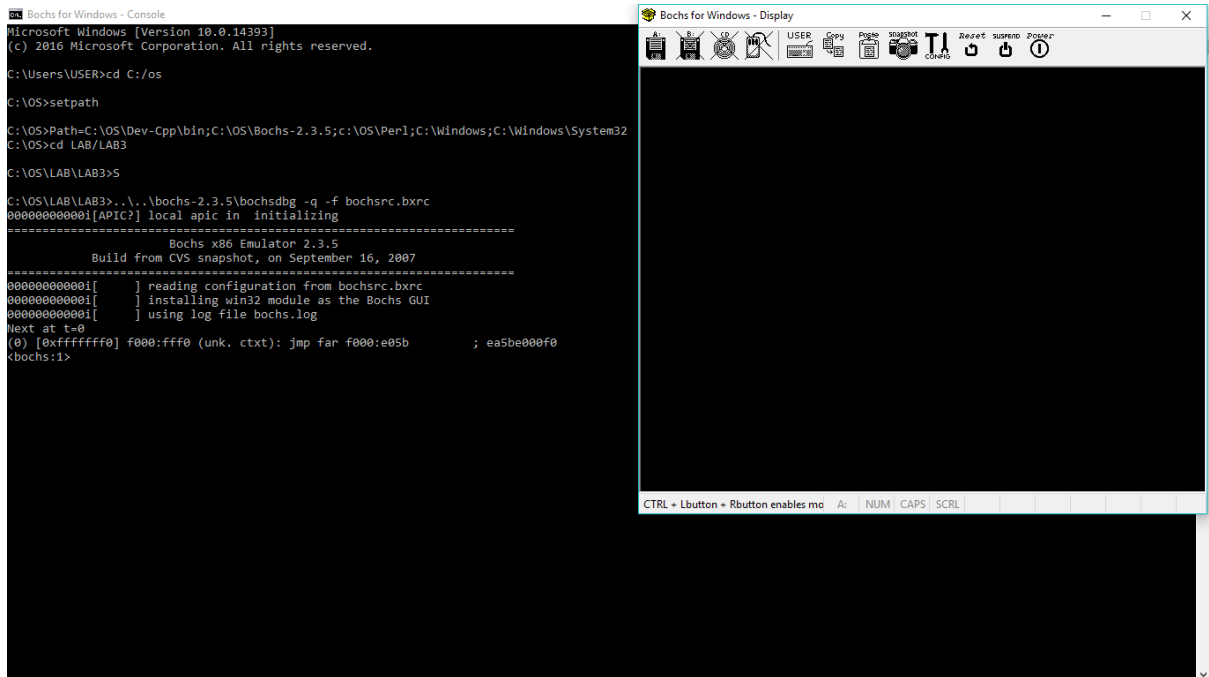 Bochs for Windows - Console
Microsoft Windows [Version 10.0.14393]
(c) 2016 Microsoft Corporation. All rights reserved.
C:\Users\USER>cd C:/os
C:\OS>setpath
C:\OS>Path=C:\OS\Dev-Cpp\bin;C:\OS\Bochs-2.3.5;c:\OS\Perl;C:\Windows;C:\Windows\System32
C:\OS>cd LAB/LAB3
C:\OS\LAB\LAB3>S
C:\OS\LAB\LAB3>..\..\bochs-2.3.5\bochsdbg -q -f bochsrc.bxrc
00000000000i[APIC?] local apic in  initializing
========================================================================
Bochs x86 Emulator 2.3.5
Build from CVS snapshot, on September 16, 2007
========================================================================
00000000000i[     ] reading configuration from bochsrc.bxrc
00000000000i[     ] installing win32 module as the Bochs GUI
00000000000i[     ] using log file bochs.log
Next at t=0
(0) [0xfffffff0] f000:fff0 (unk. ctxt): jmp far f000:e05b         ; ea5be000f0
<bochs:1>
Bochs for Windows - Display
A: B: CD USER Copy Paste snapshot CONFIG Reset SUSPEND Power
CTRL + Lbutton + Rbutton enables mo A: NUM CAPS SCRL